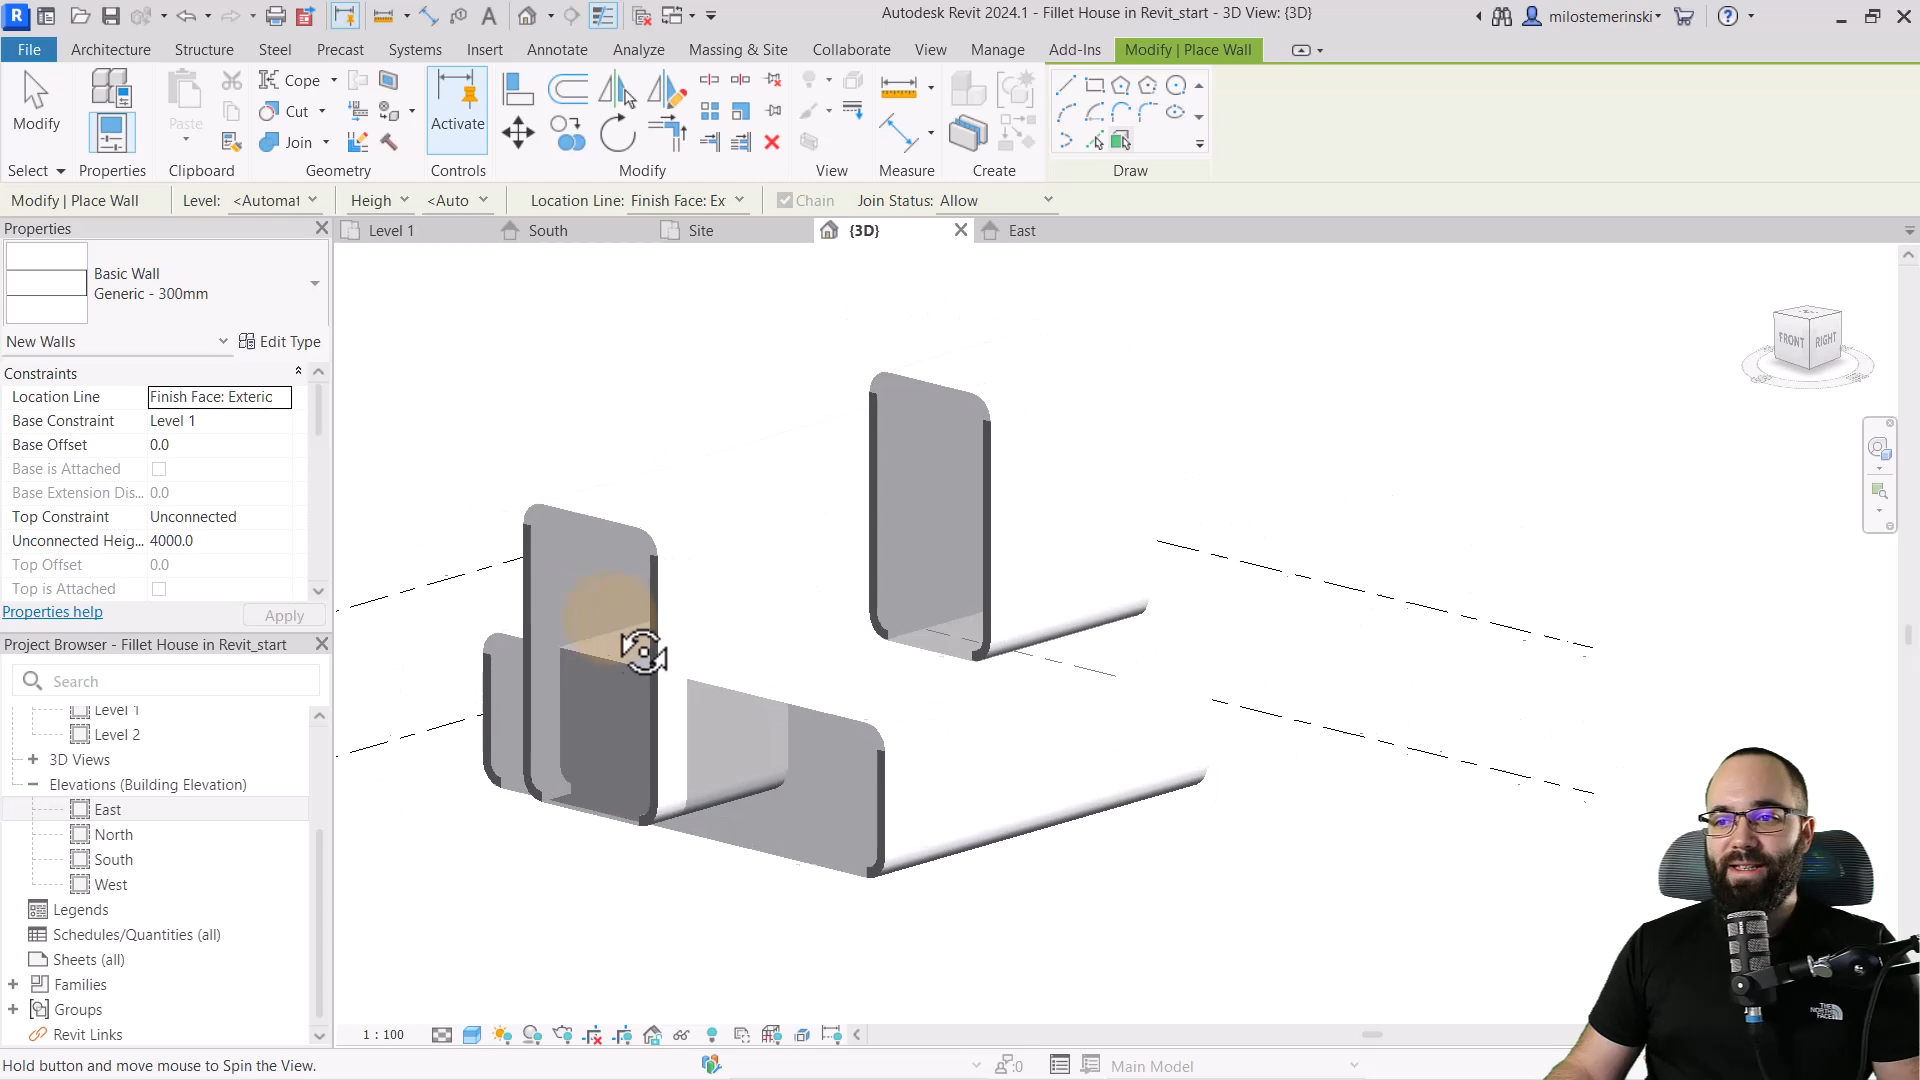 Autodesk Revit 2024.1 - Fillet House in Revit_start - 3D View: {3D}
milostemerinski
File
Architecture
Structure
Steel
Precast
Systems
Insert
Annotate
Analyze
Massing & Site
Collaborate
View
Manage
Add-Ins
Modify | Place Wall
Modify
Paste
Cope
Cut
Join
Activate
Select
Properties
Clipboard
Geometry
Controls
Modify
View
Measure
Create
Draw
Modify | Place Wall
Level: <Automat
Heigh
<Auto
Location Line: Finish Face: Ex
Chain
Join Status: Allow
Properties
Level 1
South
Site
{3D}
East
Basic Wall
Generic - 300mm
New Walls
Edit Type
Constraints
Location Line Finish Face: Exteric
Base Constraint Level 1
Base Offset 0.0
Base is Attached
Base Extension Dis... 0.0
Top Constraint Unconnected
Unconnected Heig... 4000.0
Top Offset 0.0
Top is Attached
Properties help
Apply
Project Browser - Fillet House in Revit_start
Search
Level 1
Level 2
3D Views
Elevations (Building Elevation)
East
North
South
West
Legends
Schedules/Quantities (all)
Sheets (all)
Families
Groups
Revit Links
FRONT
RIGHT
1 : 100
Hold button and move mouse to Spin the View.
:0
Main Model
THE
NORTH
FACE